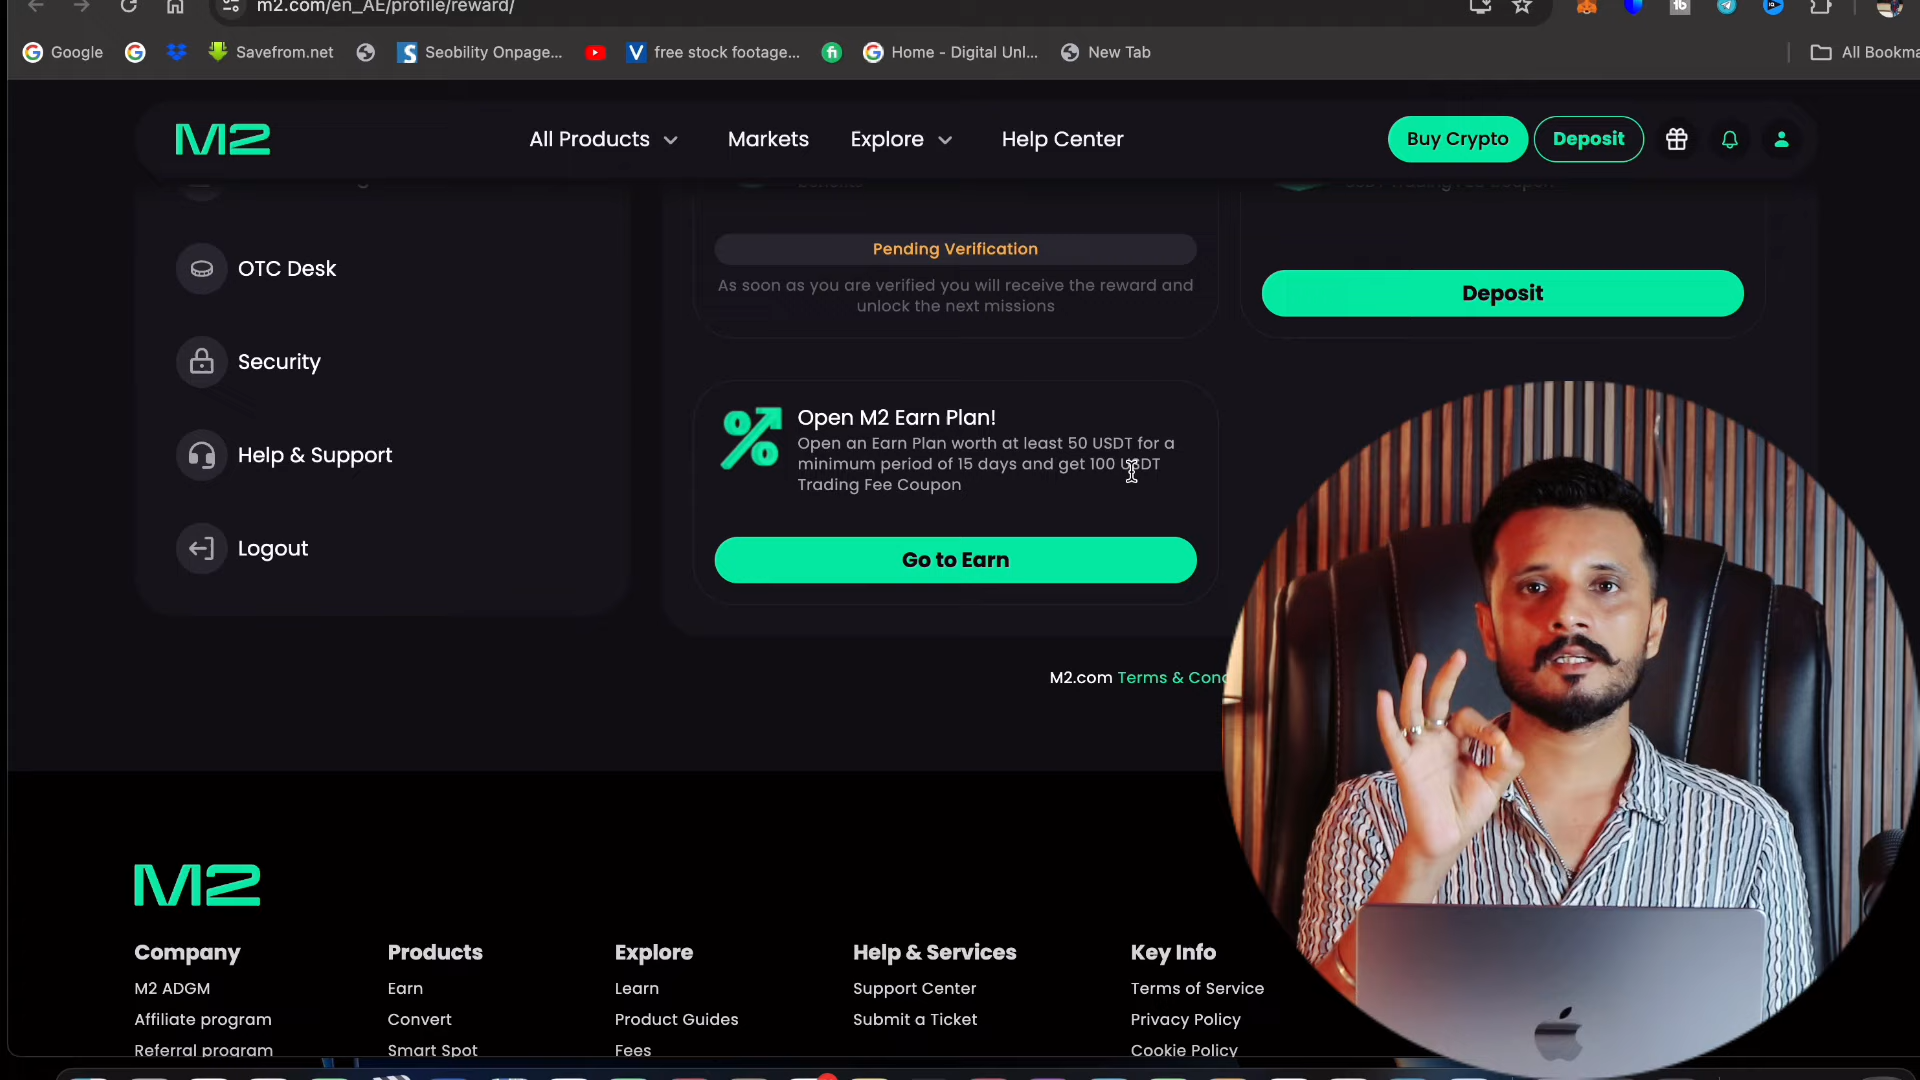 m2.com/en_AE/profile/reward/
Google
Savefrom.net
Seobility Onpage...
free stock footage...
Home - Digital Unl...
New Tab
All Bookma
M2
All Products
Markets
Explore
Help Center
Buy Crypto
Deposit
Benefits
USDT Trading Fee Coupon
OTC Desk
Pending Verification
As soon as you are verified you will receive the reward and
unlock the next missions
Deposit
Security
Open M2 Earn Plan!
Open an Earn Plan worth at least 50 USDT for a
minimum period of 15 days and get 100 USDT
Trading Fee Coupon
Help & Support
Go to Earn
Logout
M2.com Terms & Cond
M2
Company
Products
Explore
Help & Services
Key Info
M2 ADGM
Earn
Learn
Support Center
Terms of Service
Affiliate program
Convert
Product Guides
Submit a Ticket
Privacy Policy
Referral program
Smart Spot
Fees
Cookie Policy